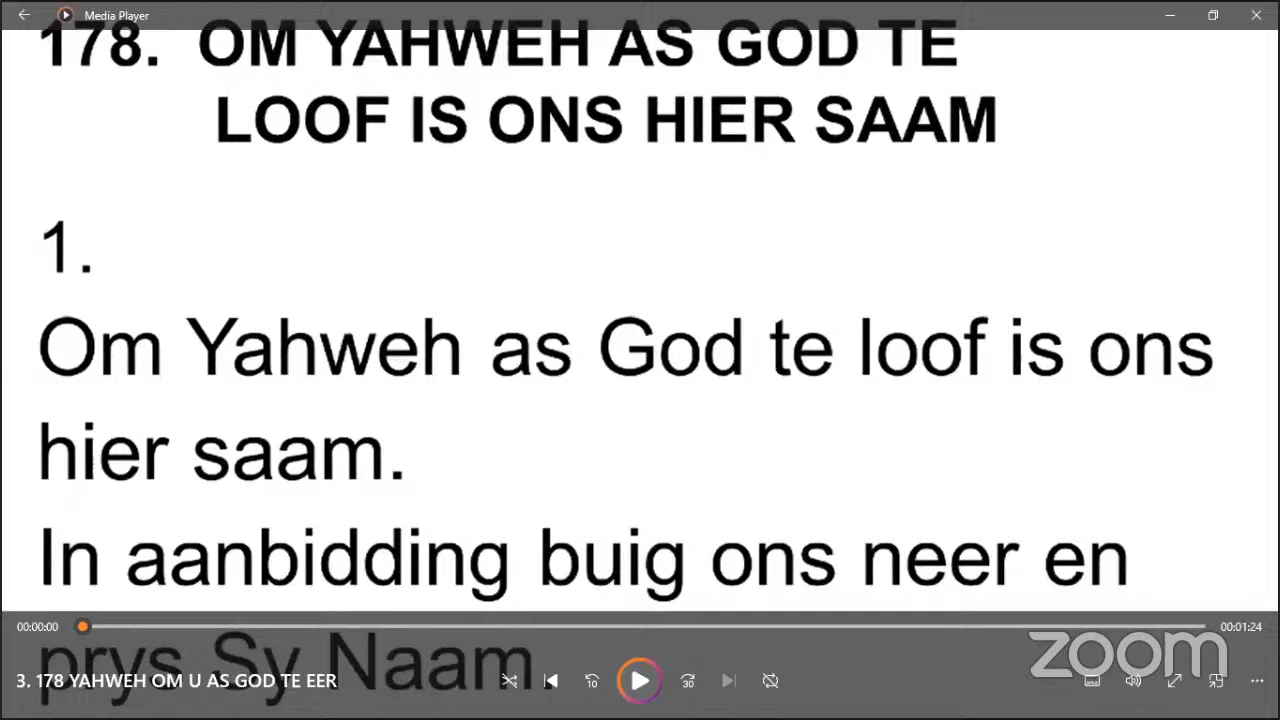 Media Player
178. OM YAHWEH AS GOD TE
LOOF IS ONS HIER SAAM
1.
Om Yahweh as God te loof is ons
hier saam.
In aanbidding buig ons neer en
prys Sy Naam.
00:00:00
00:01:24
3. 178 YAHWEH OM U AS GOD TE EER
10
30
zoom